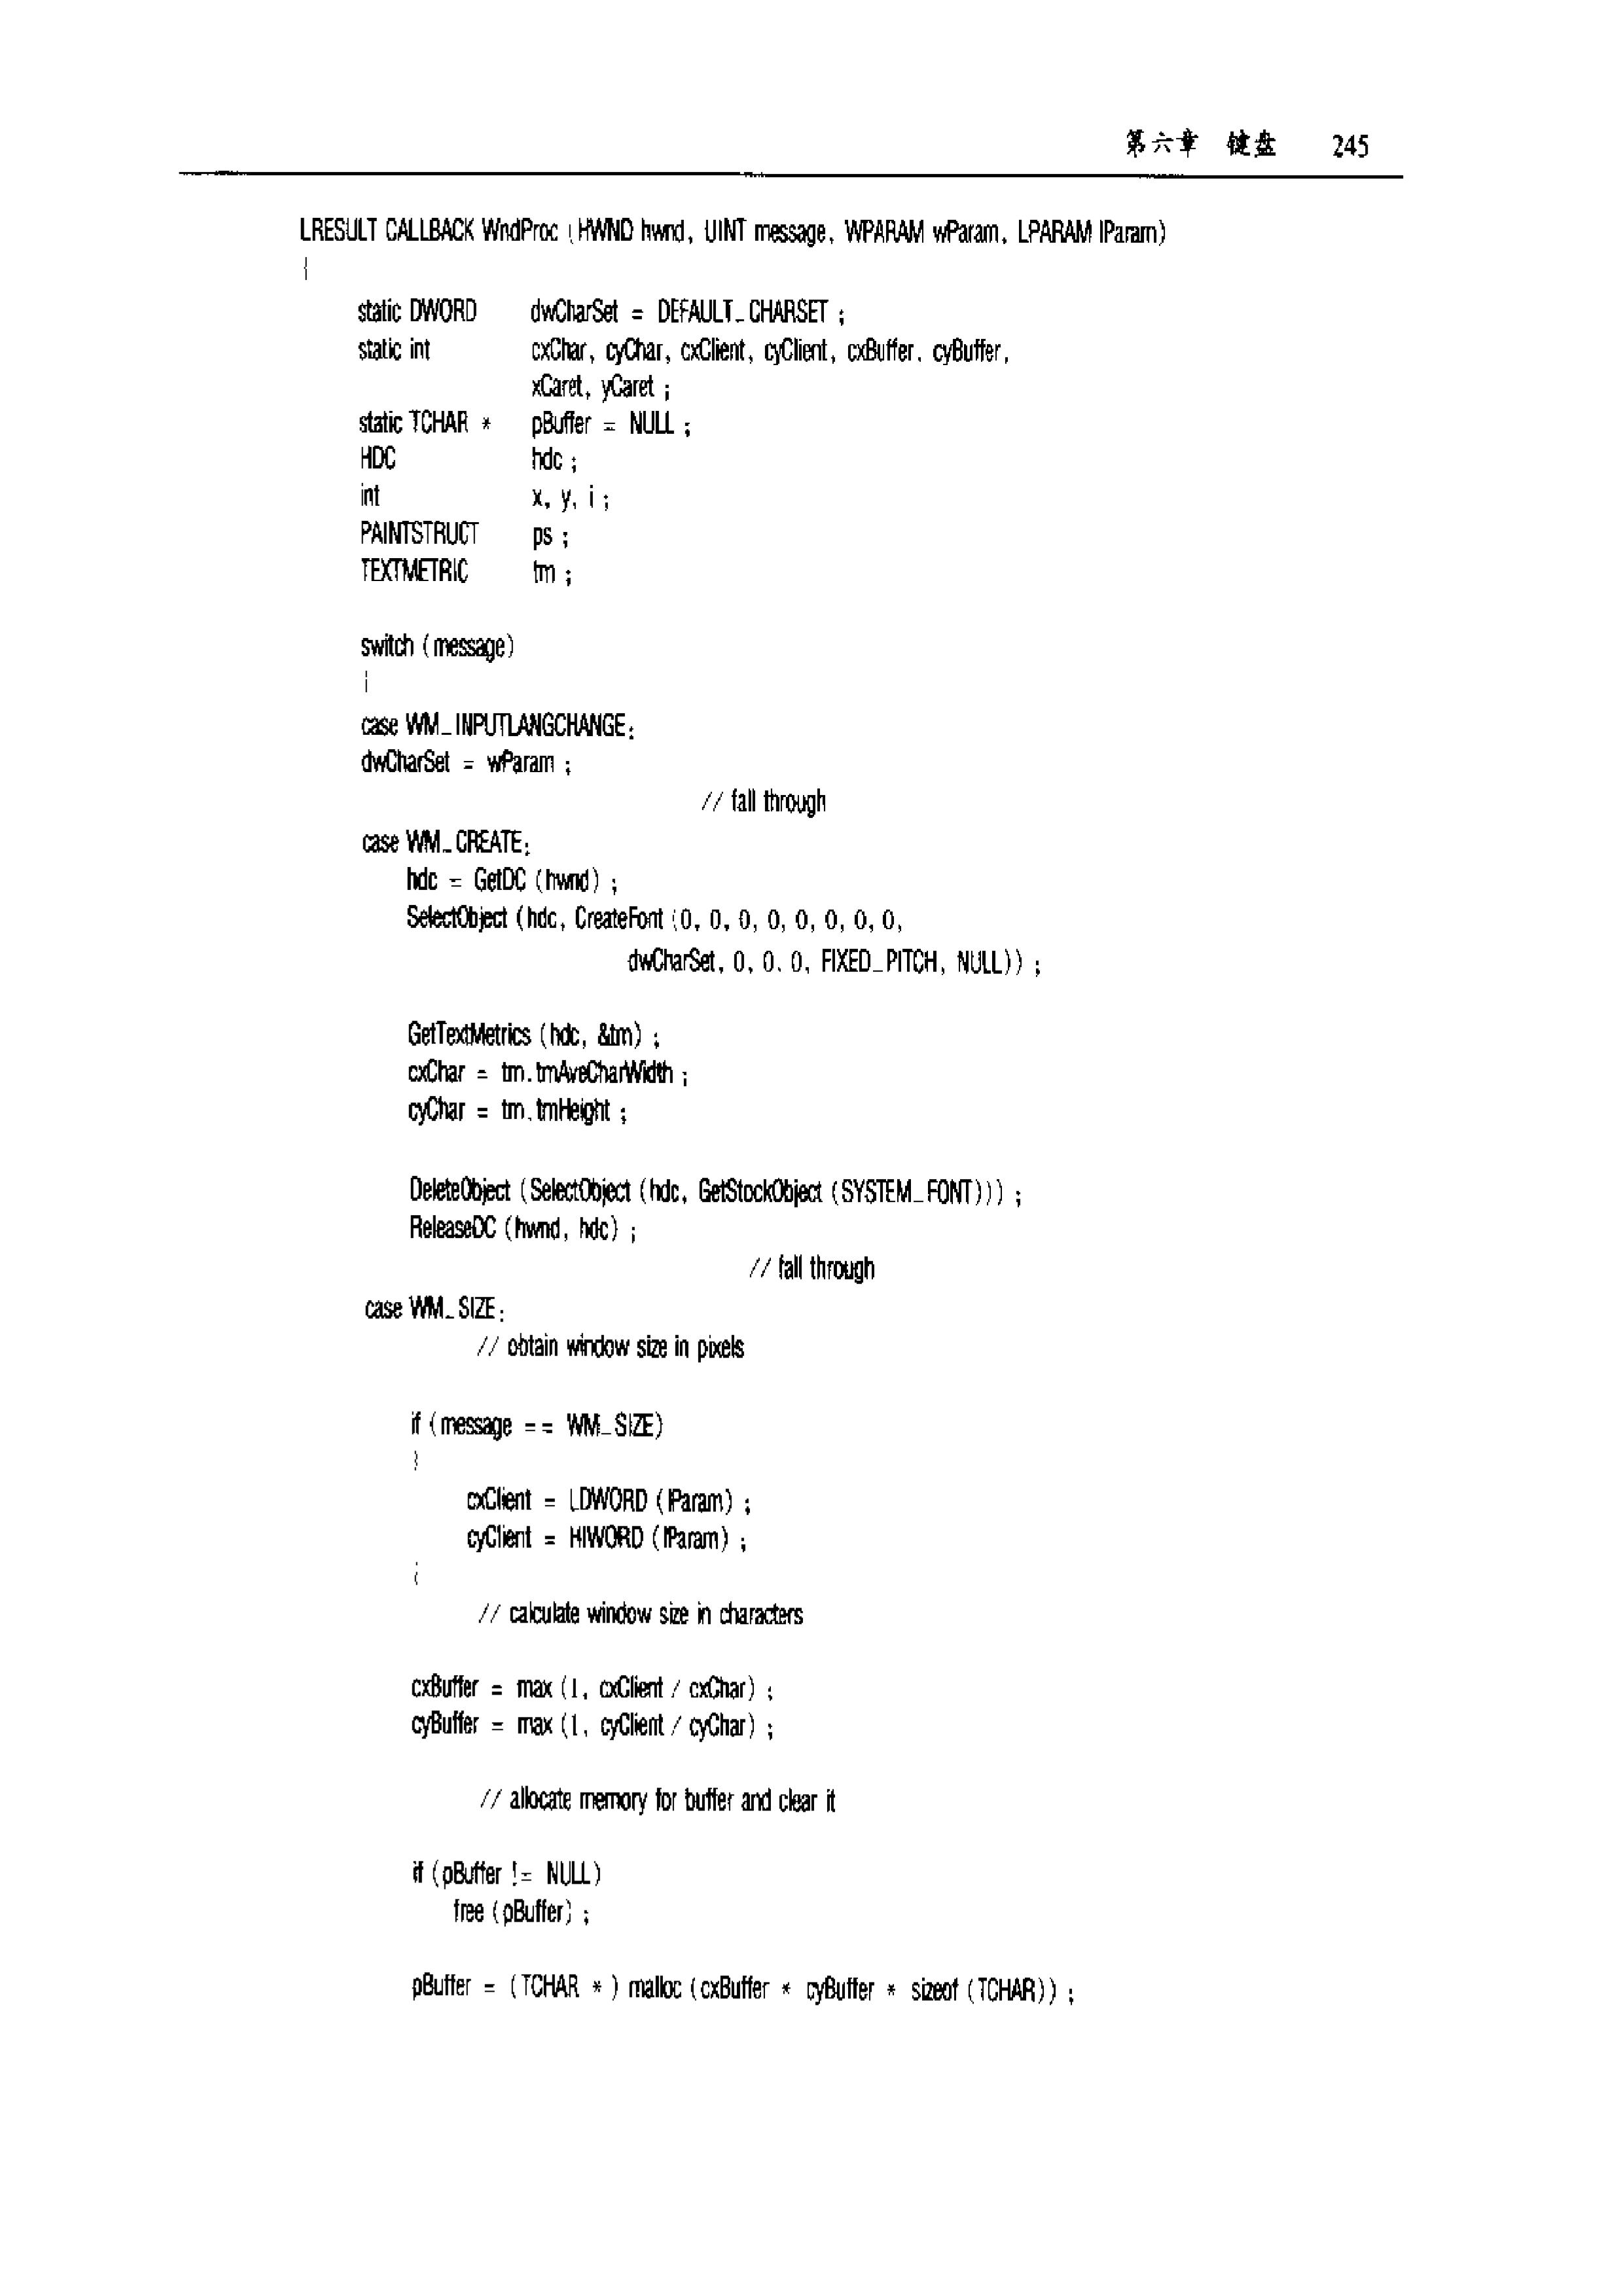 第六章 键盘 245
LRESULT CALLBACK WndProc (HWND hwnd, UINT message, WPARAM wParam, LPARAM lParam)
{
static DWORD dwCharSet = DEFAULT_CHARSET ;
static int cxChar, cyChar, cxClient, cyClient, cxBuffer, cyBuffer,
xCaret, yCaret ;
static TCHAR * pBuffer = NULL ;
HDC hdc ;
int x, y, i ;
PAINTSTRUCT ps ;
TEXTMETRIC tm ;
switch (message)
{
case WM_INPUTLANGCHANGE:
dwCharSet = wParam ;
// fall through
case WM_CREATE:
hdc = GetDC (hwnd) ;
SelectObject (hdc, CreateFont (0, 0, 0, 0, 0, 0, 0, 0,
dwCharSet, 0, 0, 0, FIXED_PITCH, NULL)) ;
GetTextMetrics (hdc, &tm) ;
cxChar = tm.tmAveCharWidth ;
cyChar = tm.tmHeight ;
DeleteObject (SelectObject (hdc, GetStockObject (SYSTEM_FONT))) ;
ReleaseDC (hwnd, hdc) ;
// fall through
case WM_SIZE:
// obtain window size in pixels
if (message == WM_SIZE)
{
cxClient = LDWORD (lParam) ;
cyClient = HIWORD (lParam) ;
}
// calculate window size in characters
cxBuffer = max (1, cxClient / cxChar) ;
cyBuffer = max (1, cyClient / cyChar) ;
// allocate memory for buffer and clear it
if (pBuffer != NULL)
free (pBuffer) ;
pBuffer = (TCHAR * ) malloc (cxBuffer * cyBuffer * sizeof (TCHAR)) ;